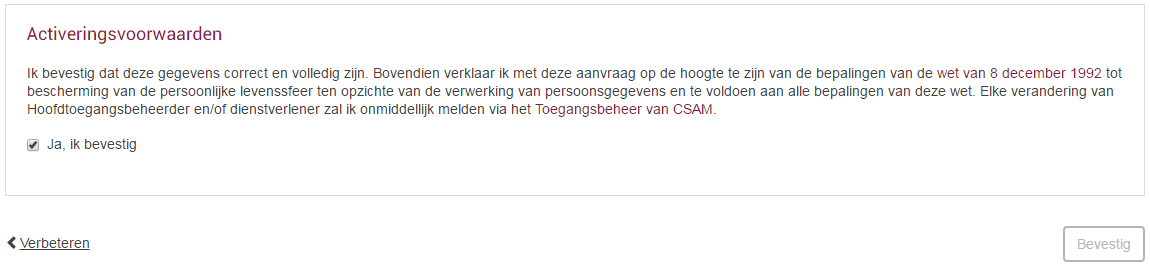 Activeringsvoorwaarden
Ik bevestig dat deze gegevens correct en volledig zijn. Bovendien verklaar ik met deze aanvraag op de hoogte te zijn van de bepalingen van de wet van 8 december 1992 tot
bescherming van de persoonlijke levenssfeer ten opzichte van de verwerking van persoonsgegevens en te voldoen aan alle bepalingen van deze wet. Elke verandering van
Hoofdtoegangsbeheerder en/of dienstverlener zal ik onmiddellijk melden via het Toegangsbeheer van CSAM.
Ja, ik bevestig
Verbeteren
Bevestig